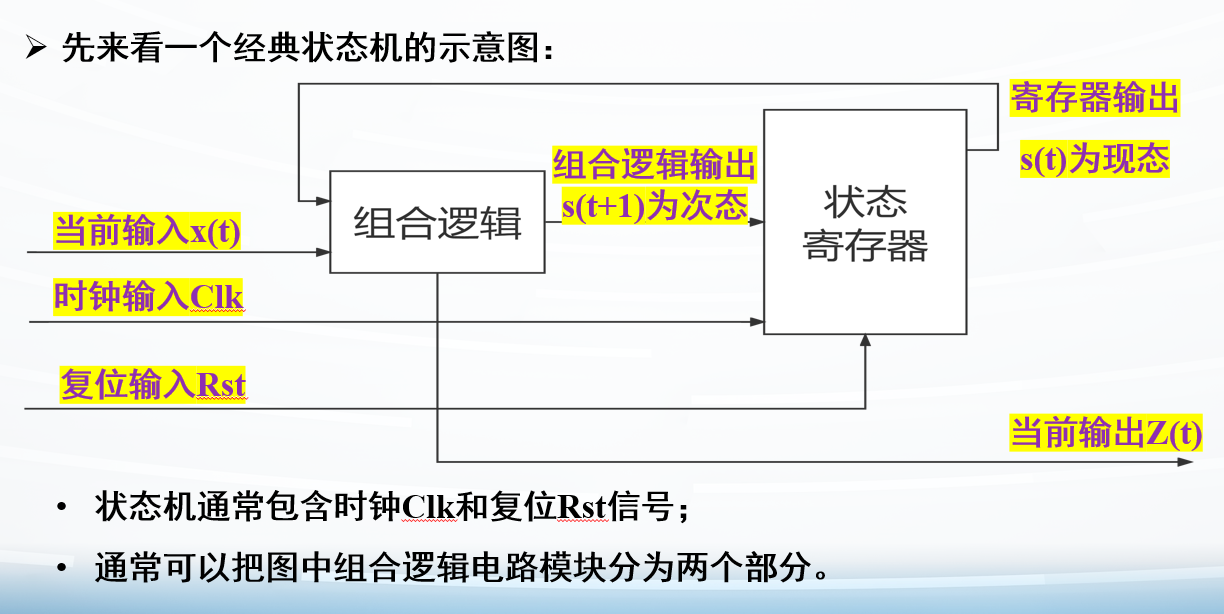 先来看一个经典状态机的示意图：
寄存器输出
s(t)为现态
组合逻辑输出
s(t+1)为次态
状态
寄存器
组合逻辑
当前输入x(t)
时钟输入Clk
复位输入Rst
当前输出Z(t)
• 状态机通常包含时钟Clk和复位Rst信号；
• 通常可以把图中组合逻辑电路模块分为两个部分。